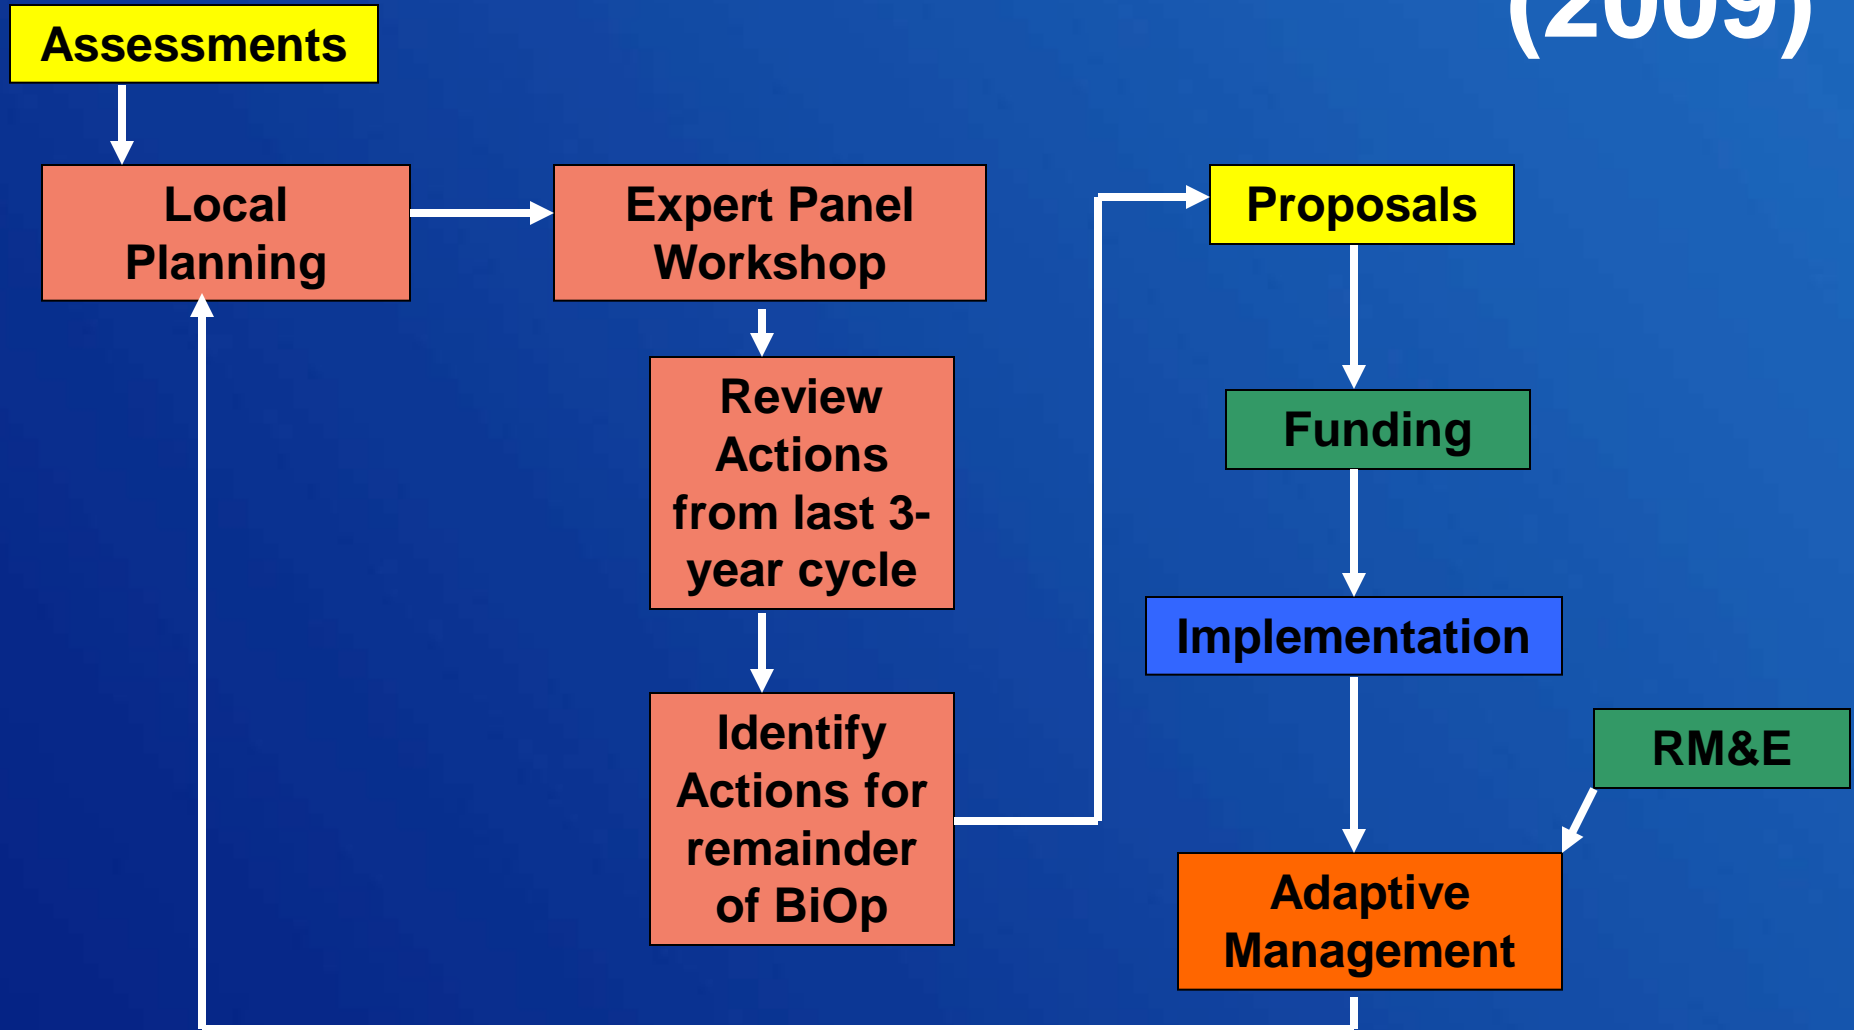 (2009)
Assessments
Local
Planning
Expert Panel
Workshop
Review
Actions
from last 3-
year cycle
Identify
Actions for
remainder
of BiOp
Proposals
Funding
Implementation
RM&E
Adaptive
Management